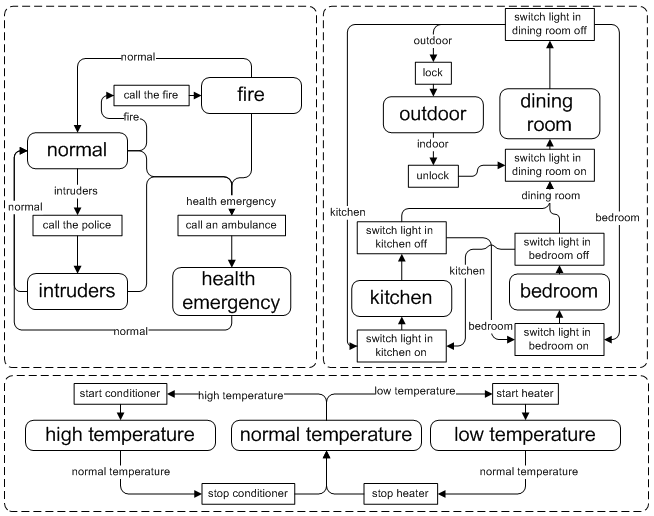 normal
call the fire
fire
fire
normal
intruders
health emergency
normal
call the police
call an ambulance
intruders
health
emergency
normal
switch light in
dining room off
outdoor
lock
outdoor
dining
room
indoor
switch light in
dining room on
unlock
dining room
kitchen
bedroom
switch light in
kitchen off
switch light in
bedroom off
kitchen
kitchen
bedroom
bedroom
switch light in
kitchen on
switch light in
bedroom on
start conditioner
high temperature
low temperature
start heater
high temperature
normal temperature
low temperature
normal temperature
normal temperature
stop conditioner
stop heater